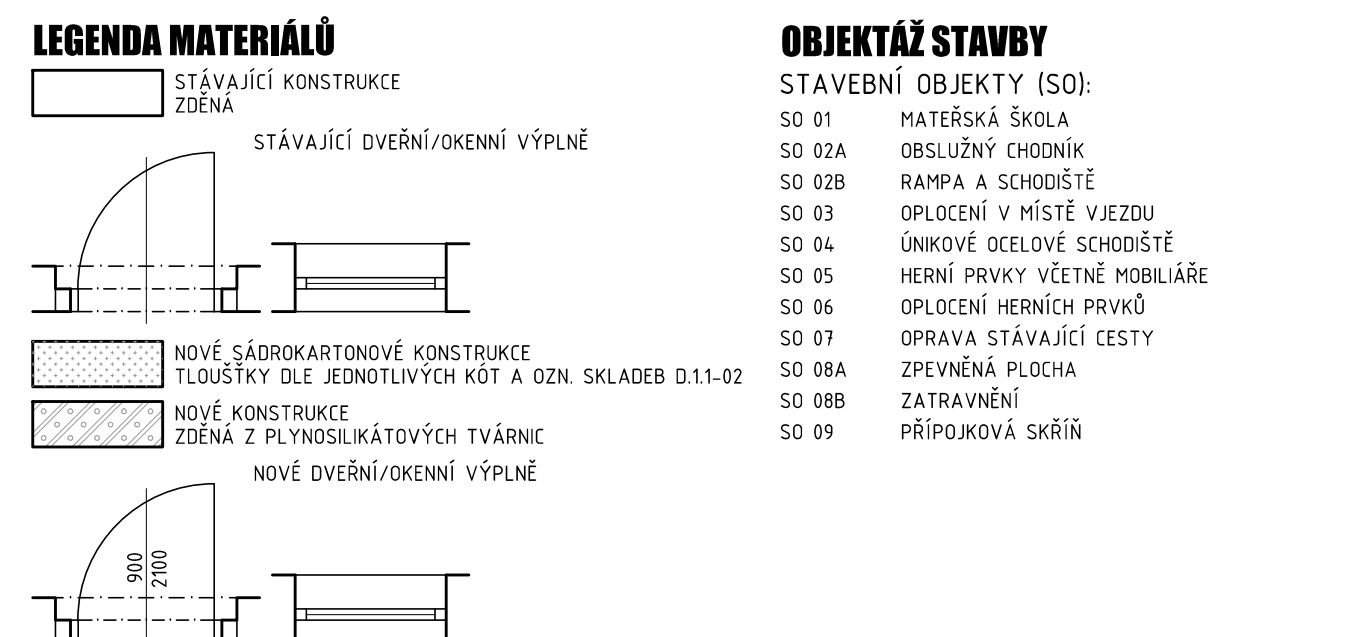 LEGENDA MATERIÁLŮ
STÁVAJÍCÍ KONSTRUKCE
ZDĚNÁ
STÁVAJÍCÍ DVEŘNÍ/OKENNÍ VÝPLNĚ
NOVÉ SÁDROKARTONOVÉ KONSTRUKCE
TLOUŠŤKY DLE JEDNOTLIVÝCH KÓT A OZN. SKLADEB D.1.1-02
NOVÉ KONSTRUKCE
ZDĚNÁ Z PLYNOSILIKÁTOVÝCH TVÁRNIC
NOVÉ DVEŘNÍ/OKENNÍ VÝPLNĚ
900
2100
OBJEKTÁŽ STAVBY
STAVEBNÍ OBJEKTY (SO):
SO 01 MATEŘSKÁ ŠKOLA
SO 02A OBSLUŽNÝ CHODNÍK
SO 02B RAMPA A SCHODIŠTĚ
SO 03 OPLOCENÍ V MÍSTĚ VJEZDU
SO 04 ÚNIKOVÉ OCELOVÉ SCHODIŠTĚ
SO 05 HERNÍ PRVKY VČETNĚ MOBILIÁŘE
SO 06 OPLOCENÍ HERNÍCH PRVKŮ
SO 07 OPRAVA STÁVAJÍCÍ CESTY
SO 08A ZPEVNĚNÁ PLOCHA
SO 08B ZATRAVNĚNÍ
SO 09 PŘÍPOJKOVÁ SKŘÍŇ